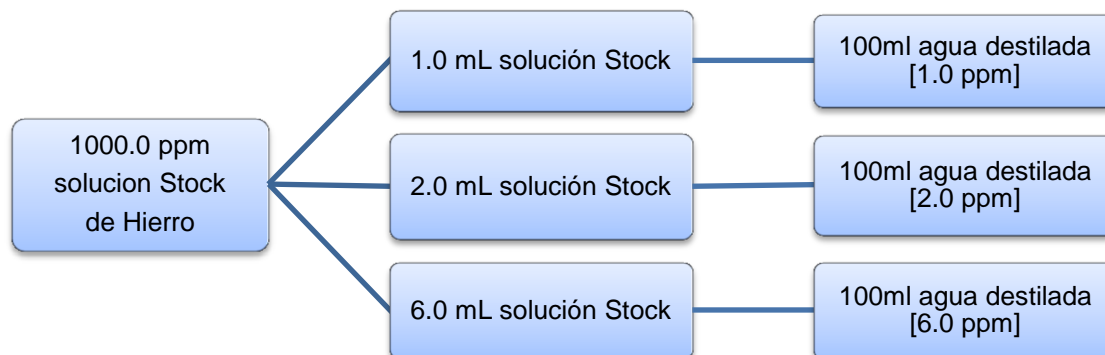 1000.0 ppm
solucion Stock
de Hierro
1.0 mL solución Stock
100ml agua destilada
[1.0 ppm]
2.0 mL solución Stock
100ml agua destilada
[2.0 ppm]
6.0 mL solución Stock
100ml agua destilada
[6.0 ppm]